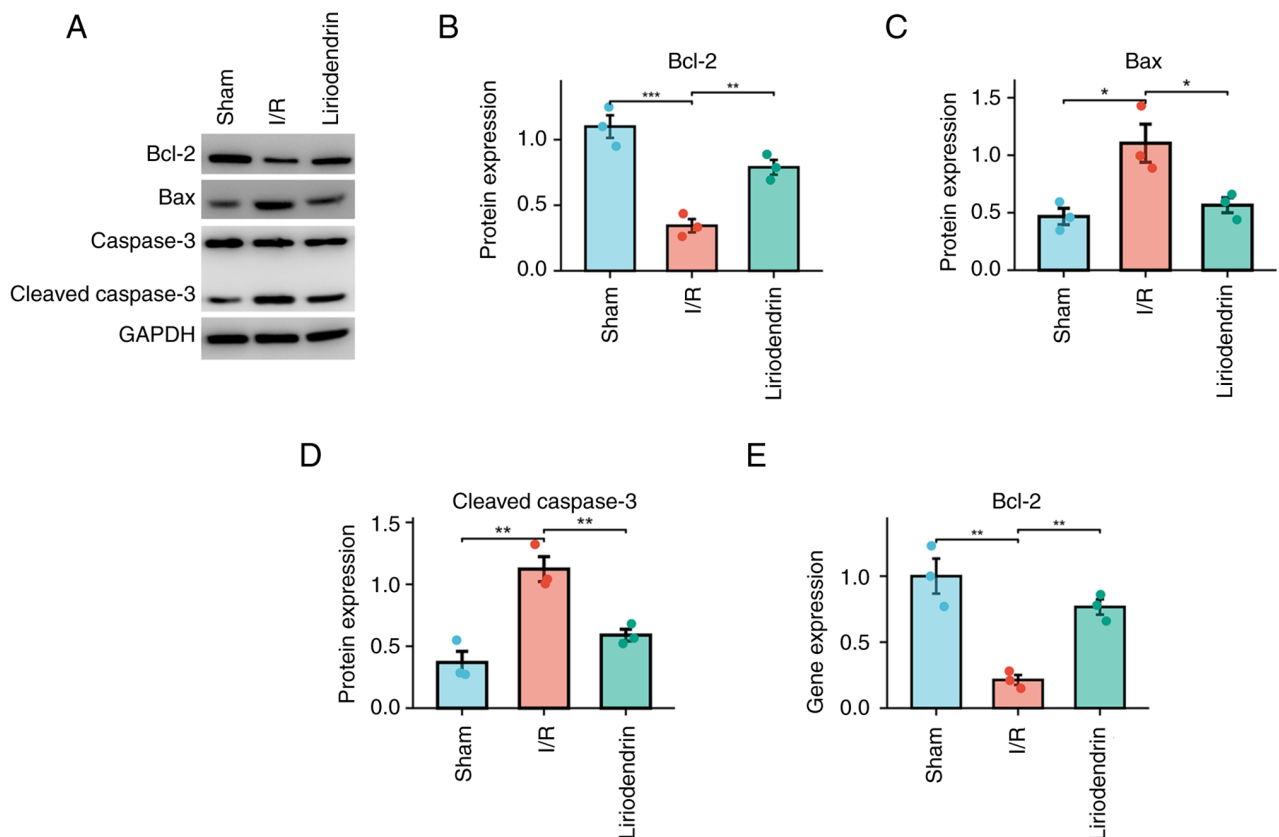 A
Sham
I/R
Liriodendrin
Bcl-2
Bax
Caspase-3
Cleaved caspase-3
GAPDH
B
Bcl-2
Protein expression
1.0
0.5
0.0
***
**
Sham
I/R
Liriodendrin
C
Bax
Protein expression
1.5
1.0
0.5
0.0
*
*
Sham
I/R
Liriodendrin
D
Cleaved caspase-3
Protein expression
1.5
1.0
0.5
0.0
**
**
Sham
I/R
Liriodendrin
E
Bcl-2
Gene expression
1.0
0.5
0.0
**
**
Sham
I/R
Liriodendrin